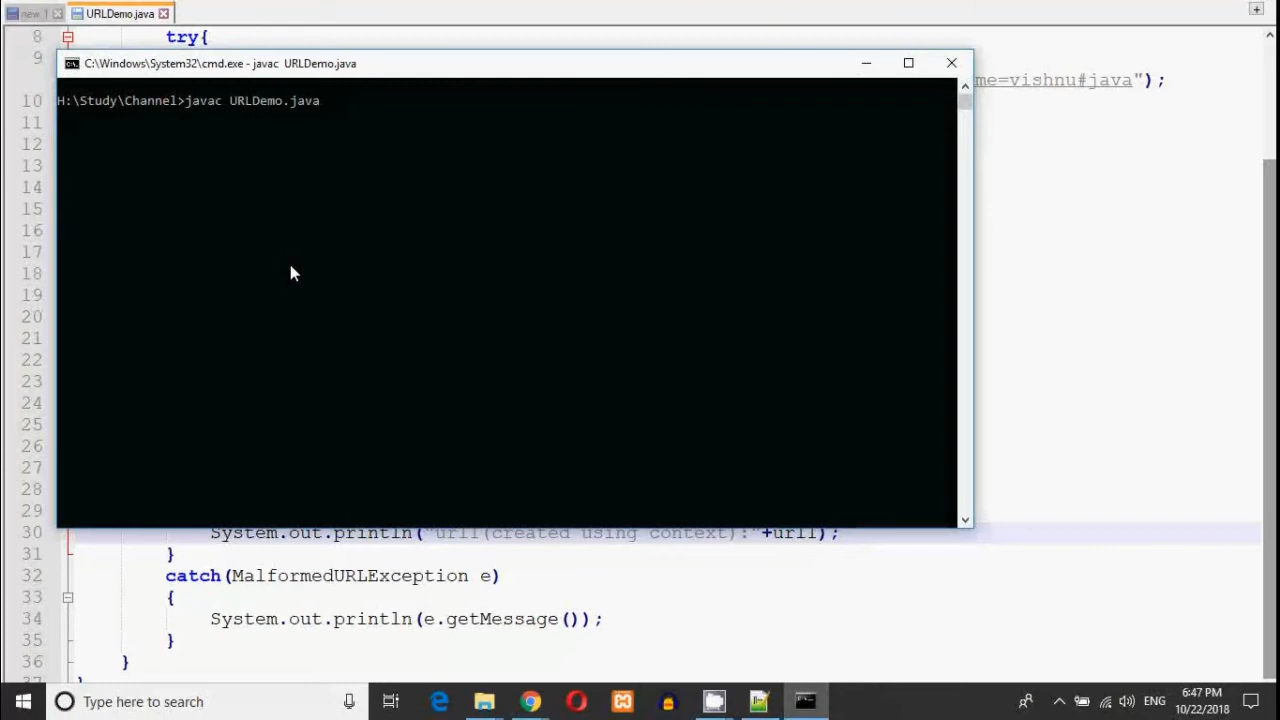 new 1
URLDemo.java
8 try{
C:\Windows\System32\cmd.exe - javac  URLDemo.java
9
me=vishnu#java");
H:\Study\Channel>javac URLDemo.java
10
11
12
13
14
15
16
17
18
19
20
21
22
23
24
25
26
27
28
29
30 System.out.println("url1(created using context):"+url1);
31 }
32 catch(MalformedURLException e)
33 {
34 System.out.println(e.getMessage());
35 }
36 }
37 }
Type here to search
ENG
6:47 PM
10/22/2018